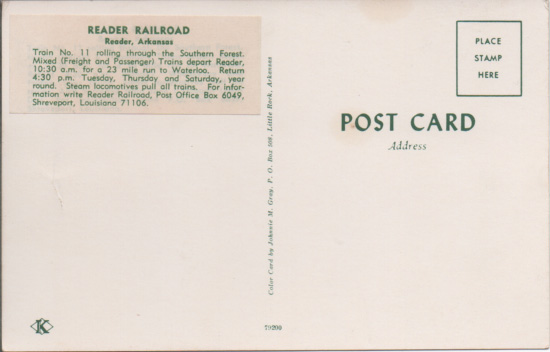 READER RAILROAD
Reader, Arkansas
Train No. 11 rolling through the Southern Forest.
Mixed (Freight and Passenger) Trains depart Reader,
10:30 a.m. for a 23 mile run to Waterloo. Return
4:30 p.m. Tuesday, Thursday and Saturday, year
round. Steam locomotives pull all trains. For infor-
mation write Reader Railroad, Post Office Box 6049,
Shreveport, Louisiana 71106.
Color Card by Johnnie M. Gray, P. O. Box 508, Little Rock, Arkansas
PLACE
STAMP
HERE
POST CARD
Address
K